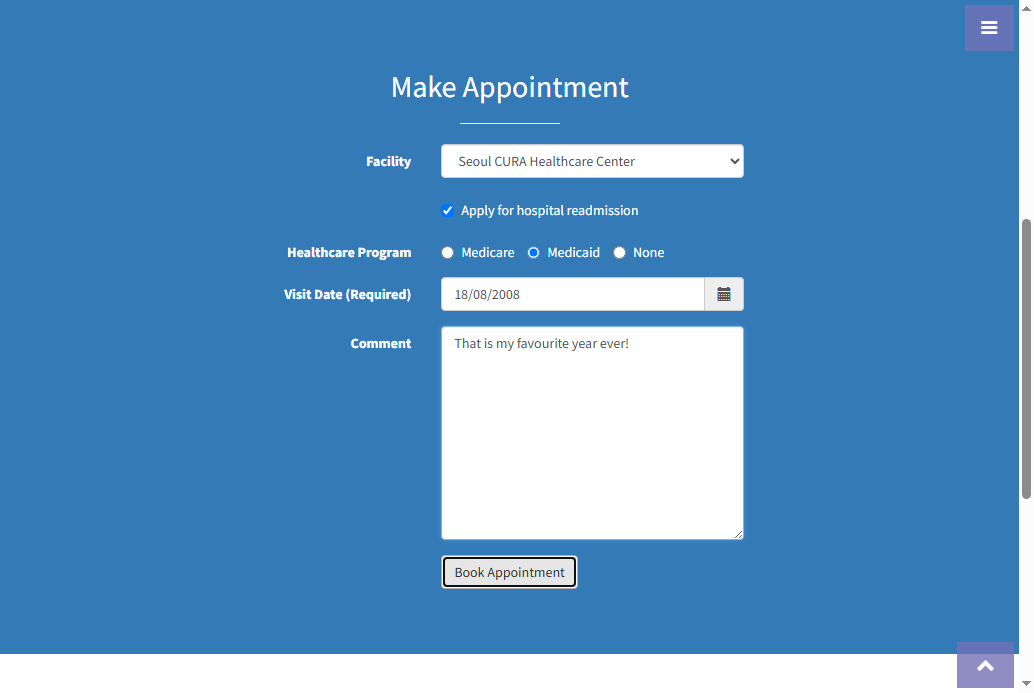 Make Appointment
Facility
Seoul CURA Healthcare Center
Apply for hospital readmission
Healthcare Program
Medicare Medicaid None
Visit Date (Required)
18/08/2008
Comment
That is my favourite year ever!
Book Appointment